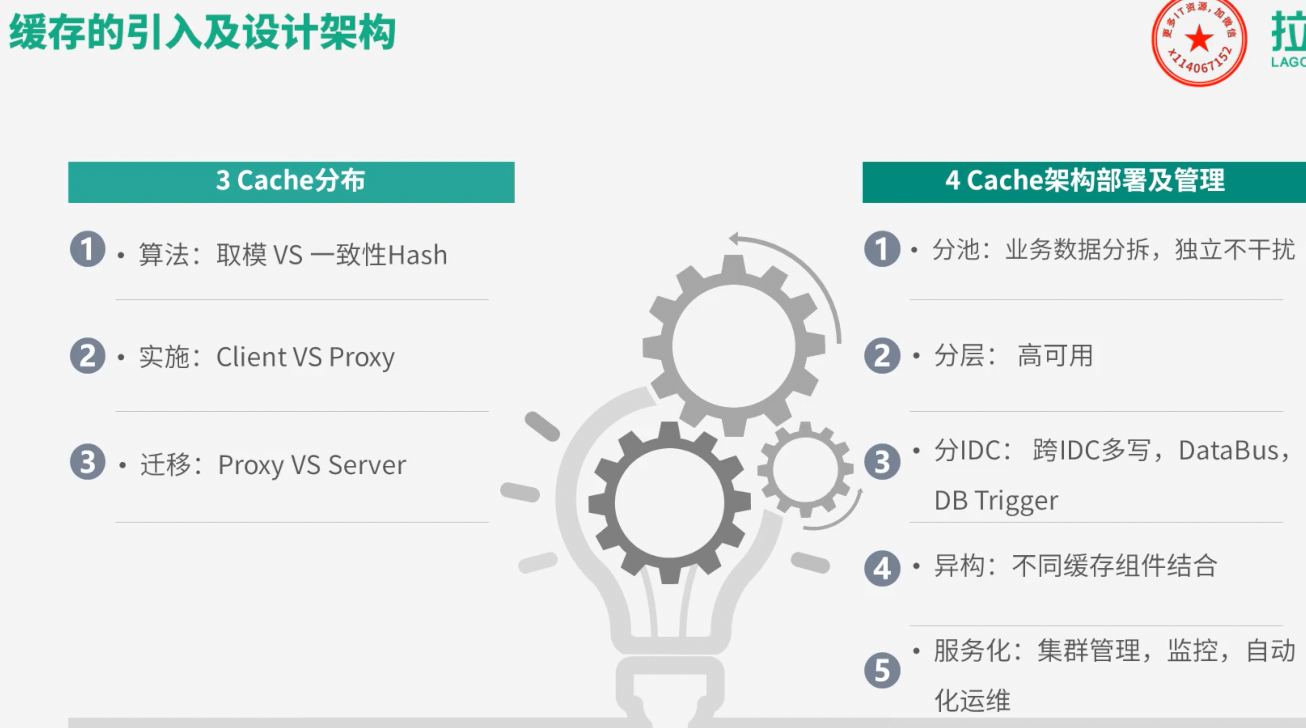 缓存的引入及设计架构
更多IT资源，加微信
x114067152
拉
LAGO
3 Cache分布
1 • 算法：取模 VS 一致性Hash
2 • 实施：Client VS Proxy
3 • 迁移：Proxy VS Server
4 Cache架构部署及管理
1 • 分池：业务数据分拆，独立不干扰
2 • 分层： 高可用
3 • 分IDC： 跨IDC多写，DataBus，
DB Trigger
4 • 异构：不同缓存组件结合
5 • 服务化：集群管理，监控，自动
化运维